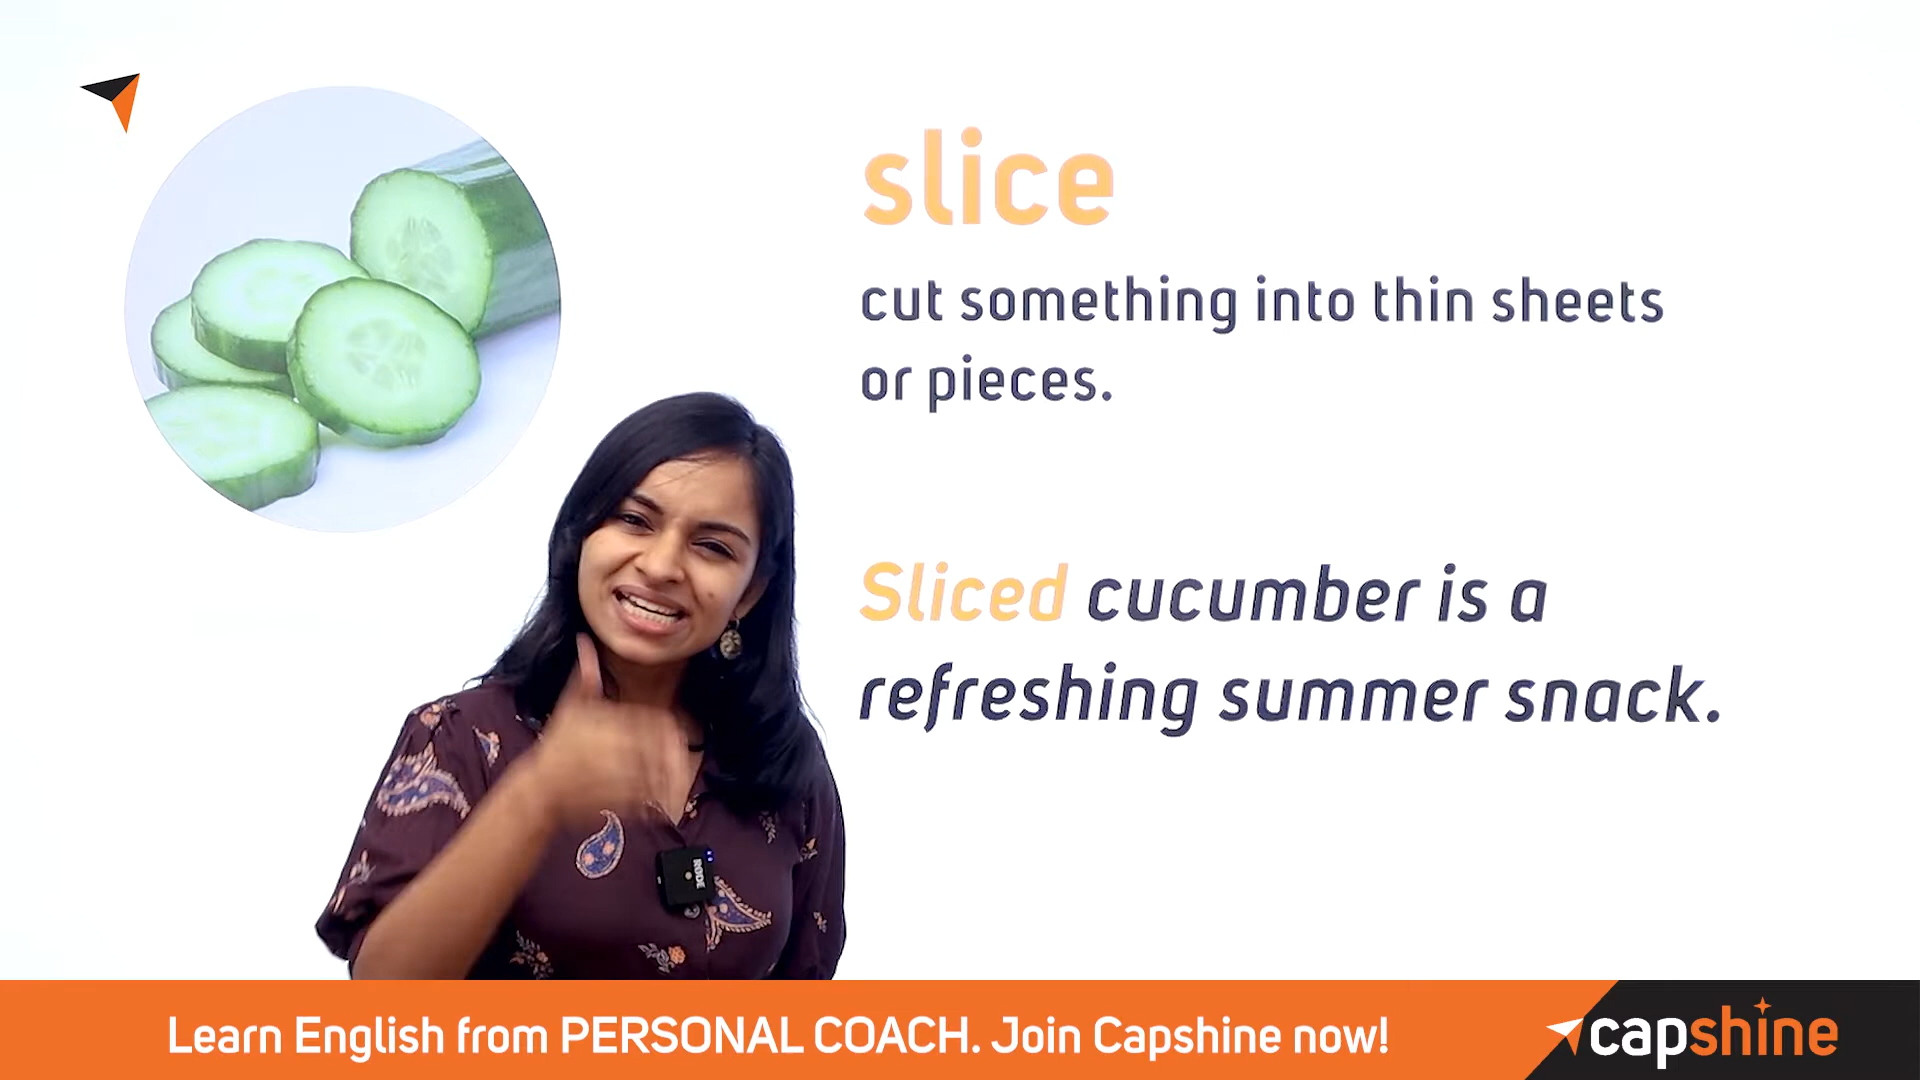 slice
cut something into thin sheets
or pieces.
Sliced cucumber is a
refreshing summer snack.
RØDE
Learn English from PERSONAL COACH. Join Capshine now!
capshine